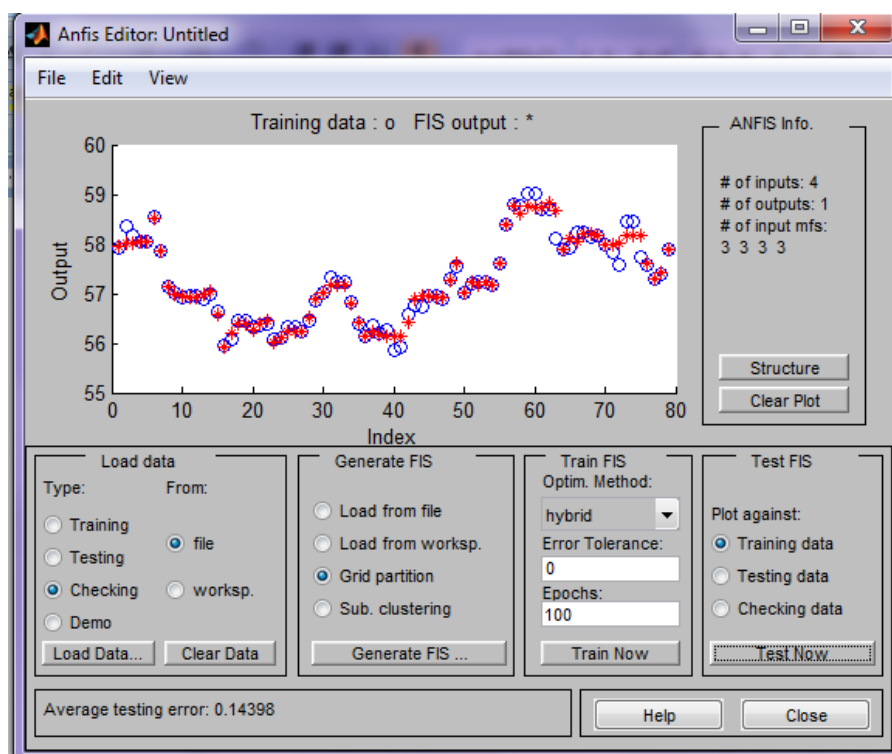 Anfis Editor: Untitled
File Edit View
Training data : o FIS output : *
60
59
58
57
56
55
Output
0 10 20 30 40 50 60 70 80
Index
ANFIS Info.
# of inputs: 4
# of outputs: 1
# of input mfs:
3 3 3 3
Structure
Clear Plot
Load data
Type: From:
Training
Testing
Checking
Demo
file
worksp.
Load Data... Clear Data
Generate FIS
Load from file
Load from worksp.
Grid partition
Sub. clustering
Generate FIS ...
Train FIS
Optim. Method:
hybrid
Error Tolerance:
0
Epochs:
100
Train Now
Test FIS
Plot against:
Training data
Testing data
Checking data
Test Now
Average testing error: 0.14398
Help Close